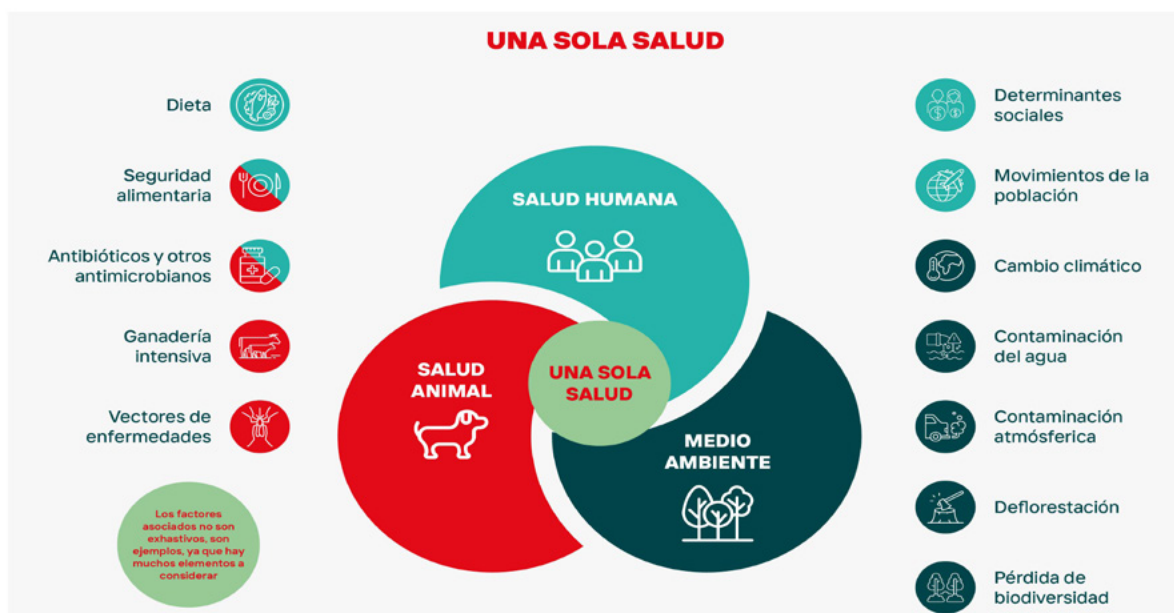 UNA SOLA SALUD
Dieta
Seguridad
alimentaria
Antibióticos y otros
antimicrobianos
Ganadería
intensiva
Vectores de
enfermedades
Los factores
asociados no son
exhastivos, son
ejemplos, ya que hay
muchos elementos a
considerar
SALUD HUMANA
SALUD
ANIMAL
UNA SOLA
SALUD
MEDIO
AMBIENTE
Determinantes
sociales
Movimientos de la
población
Cambio climático
Contaminación
del agua
Contaminación
atmósferica
Deflorestación
Pérdida de
biodiversidad